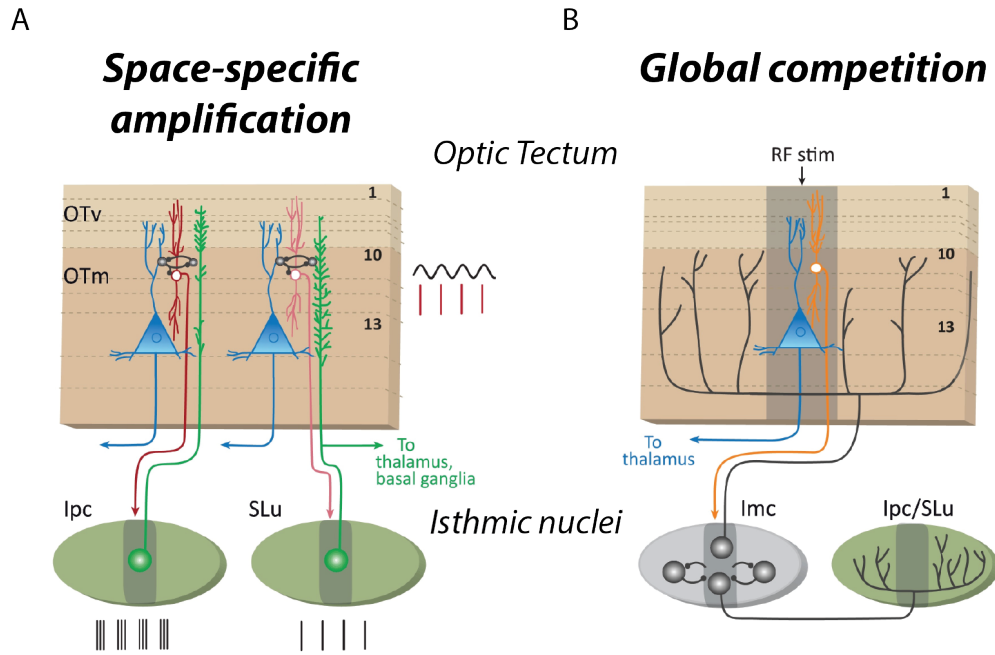 A
B
Space-specific
amplification
Global competition
Optic Tectum
RF stim
OTv
1
OTm
10
13
1
10
13
To
thalamus,
basal ganglia
To
thalamus
Ipc
SLu
Isthmic nuclei
Imc
Ipc/SLu